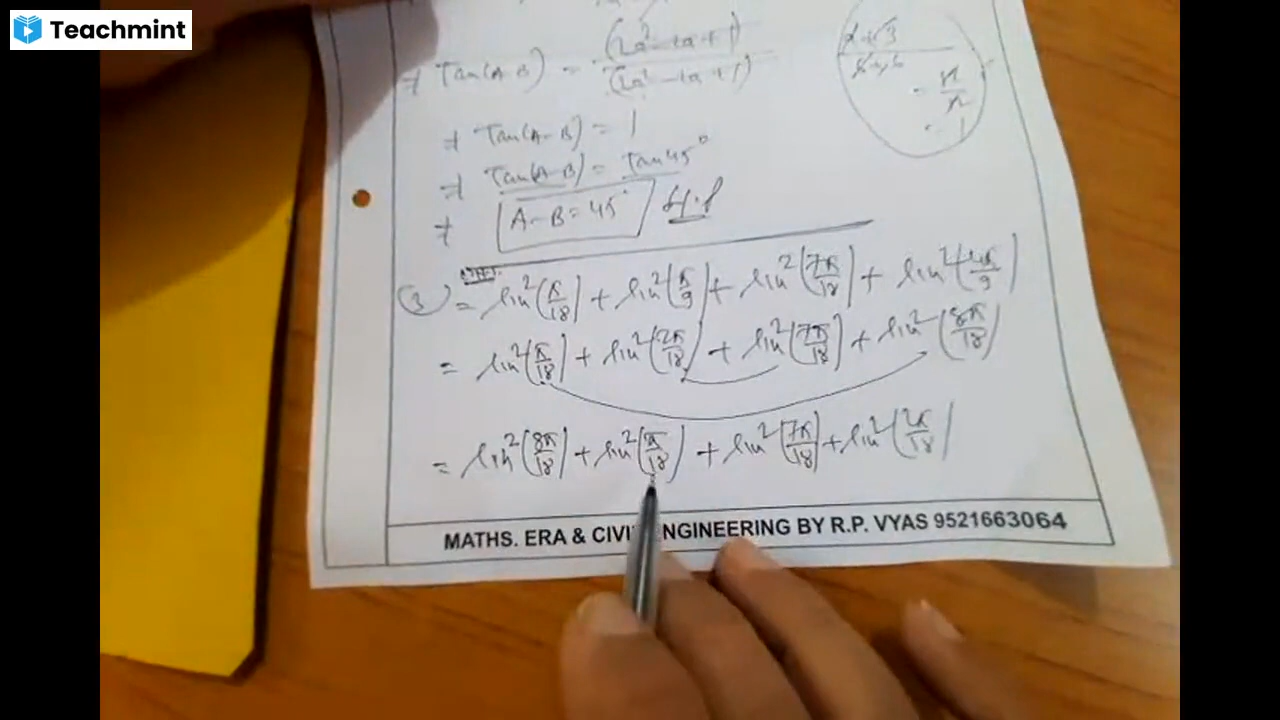 Teachmint
(2a² - 2a + 1)
⇒ Tan(A-B) = (2a² - 2a + 1)
⇒ Tan(A-B) = 1
⇒ Tan(A-B) = Tan45°
⇒ A-B = 45° H.P
(3) = sin²(π/18) + sin²(π/9) + sin²(7π/18) + sin²(4π/9)
= sin²(π/18) + sin²(2π/18) + sin²(7π/18) + sin²(8π/18)
= sin²(8π/18) + sin²(π/18) + sin²(7π/18) + sin²(2π/18)
MATHS. ERA & CIVI ENGINEERING BY R.P. VYAS 9521663064